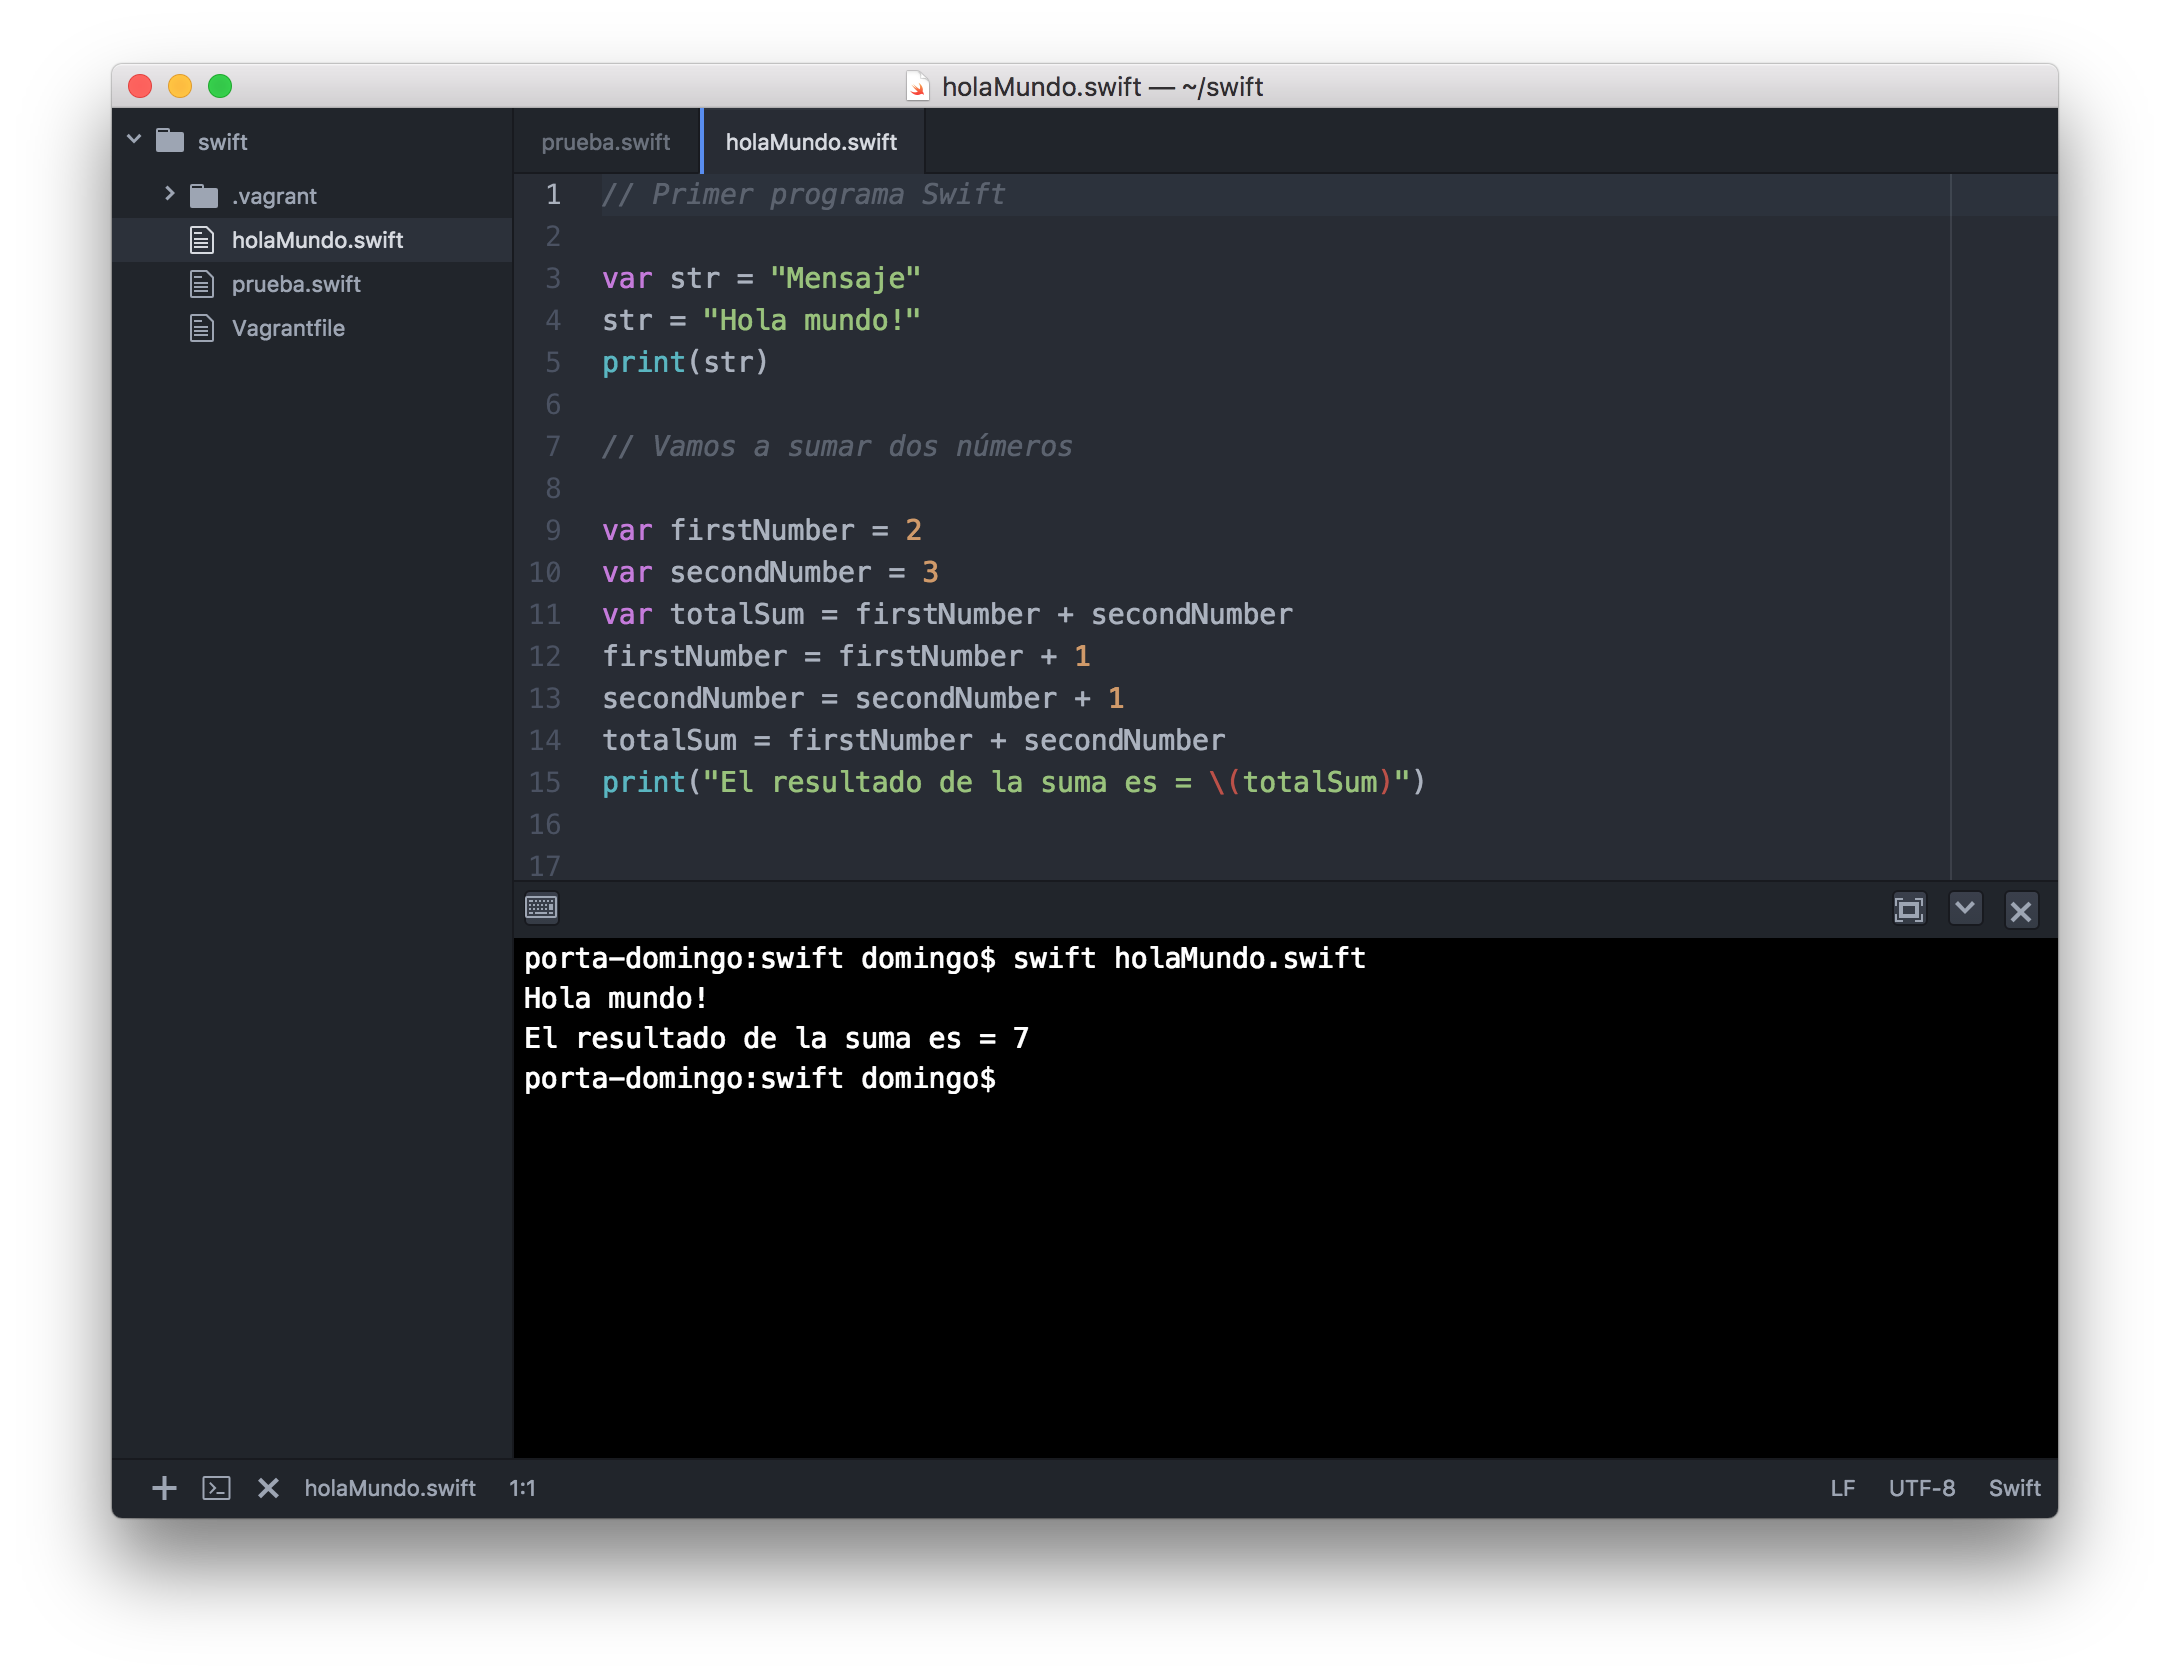 holaMundo.swift — ~/swift
swift
.vagrant
holaMundo.swift
prueba.swift
Vagrantfile
prueba.swift
holaMundo.swift
1 // Primer programa Swift
2
3 var str = "Mensaje"
4 str = "Hola mundo!"
5 print(str)
6
7 // Vamos a sumar dos números
8
9 var firstNumber = 2
10 var secondNumber = 3
11 var totalSum = firstNumber + secondNumber
12 firstNumber = firstNumber + 1
13 secondNumber = secondNumber + 1
14 totalSum = firstNumber + secondNumber
15 print("El resultado de la suma es = \(totalSum)")
16
17
porta-domingo:swift domingo$ swift holaMundo.swift
Hola mundo!
El resultado de la suma es = 7
porta-domingo:swift domingo$
holaMundo.swift 1:1 LF UTF-8 Swift